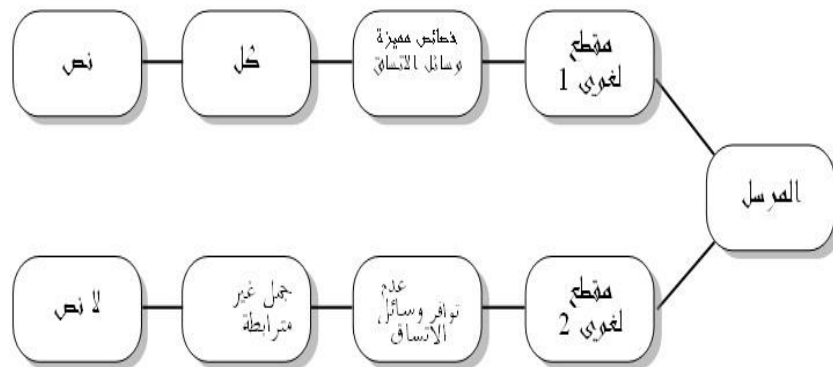 المرسل
مقطع
لغوي 1
خصائص مميزة
وسائل الاتساق
كل
نص
مقطع
لغوي 2
عدم
توافر وسائل
الاتساق
جمل غير
مترابطة
لا نص